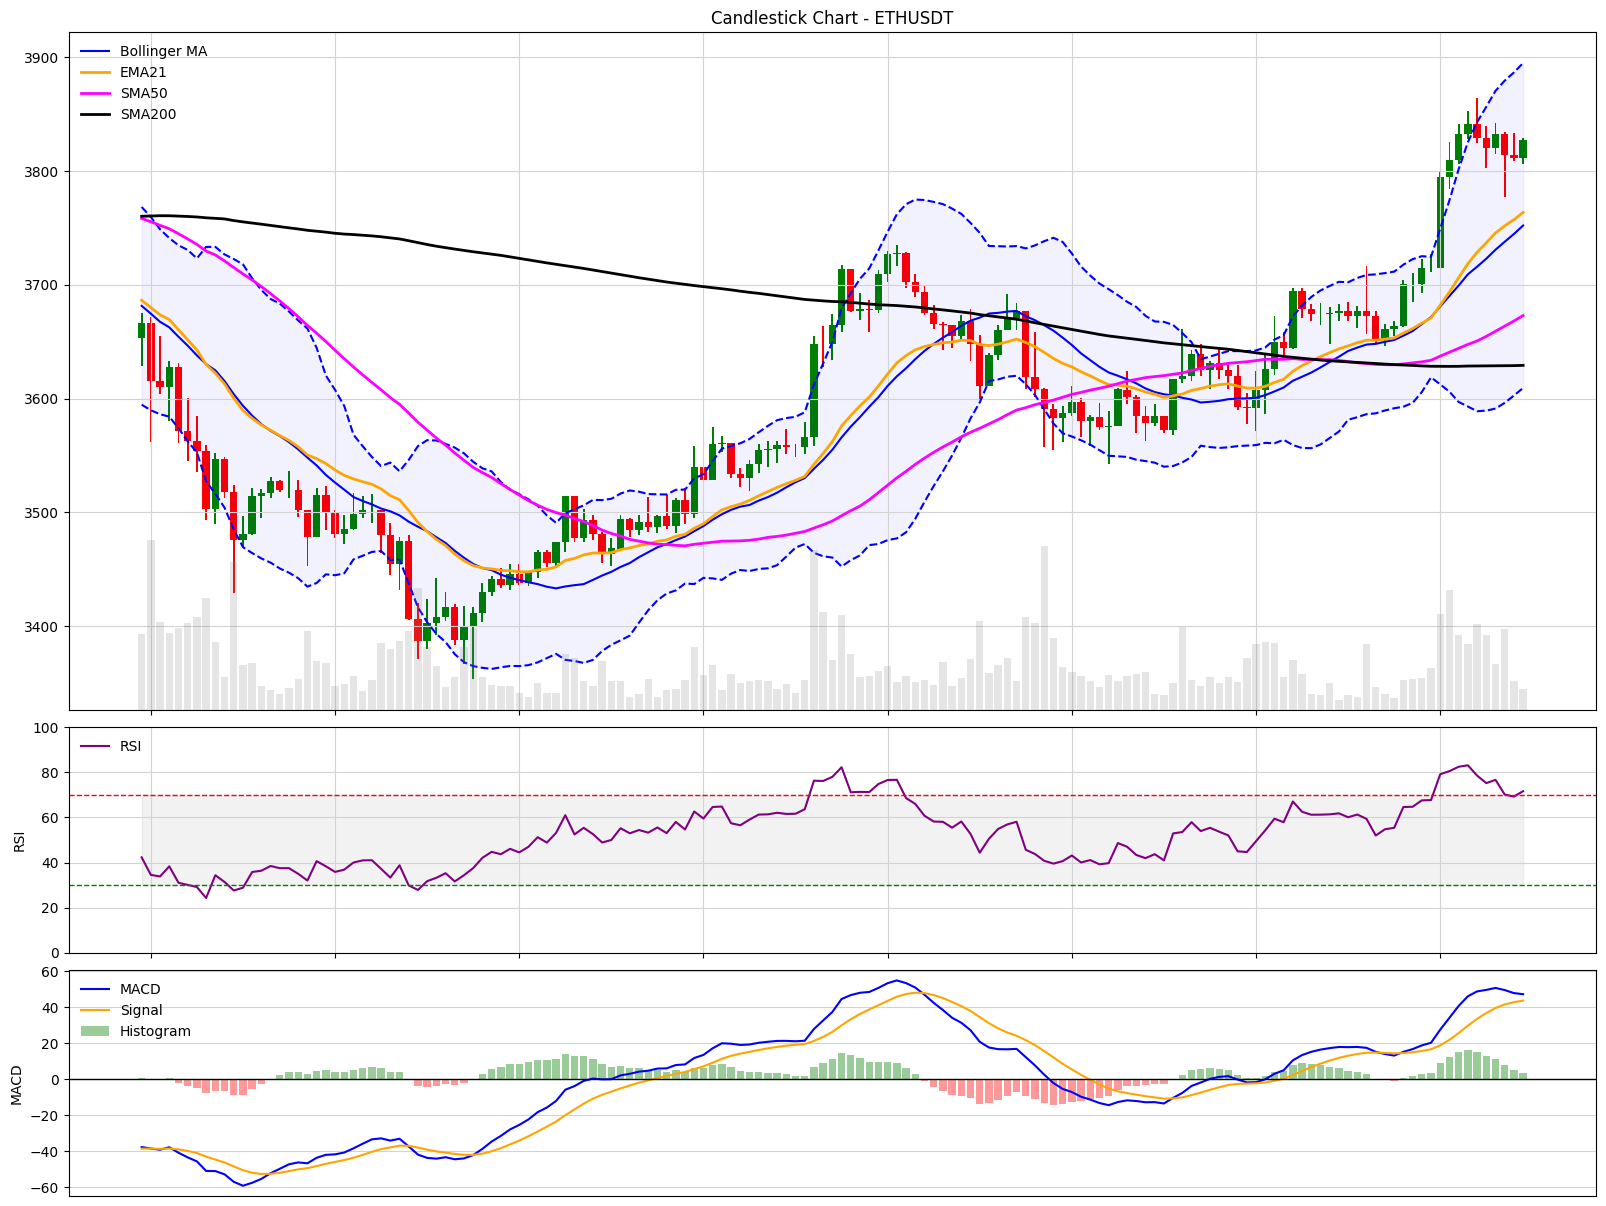 Candlestick Chart - ETHUSDT
Bollinger MA
EMA21
SMA50
SMA200
3900
3800
3700
3600
3500
3400
RSI
100
80
60
40
20
0
RSI
MACD
Signal
Histogram
60
40
20
0
−20
−40
−60
MACD